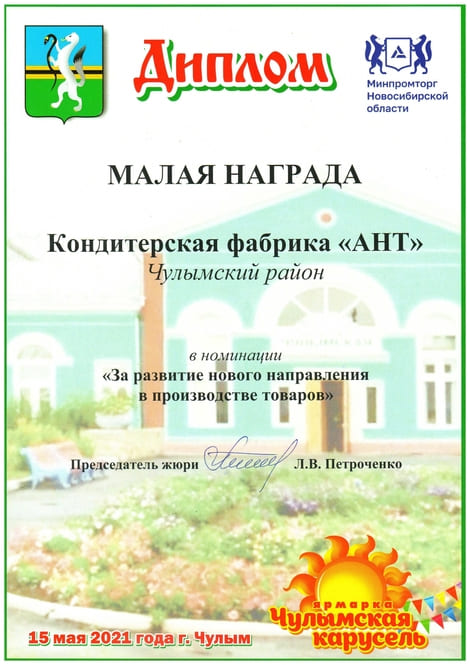 Диплом
Минпромторг
Новосибирской
области
МАЛАЯ НАГРАДА
Кондитерская фабрика «АНТ»
Чулымский район
в номинации
«За развитие нового направления
в производстве товаров»
Председатель жюри Л.В. Петроченко
ярмарка
Чулымская
карусель
15 мая 2021 года г. Чулым